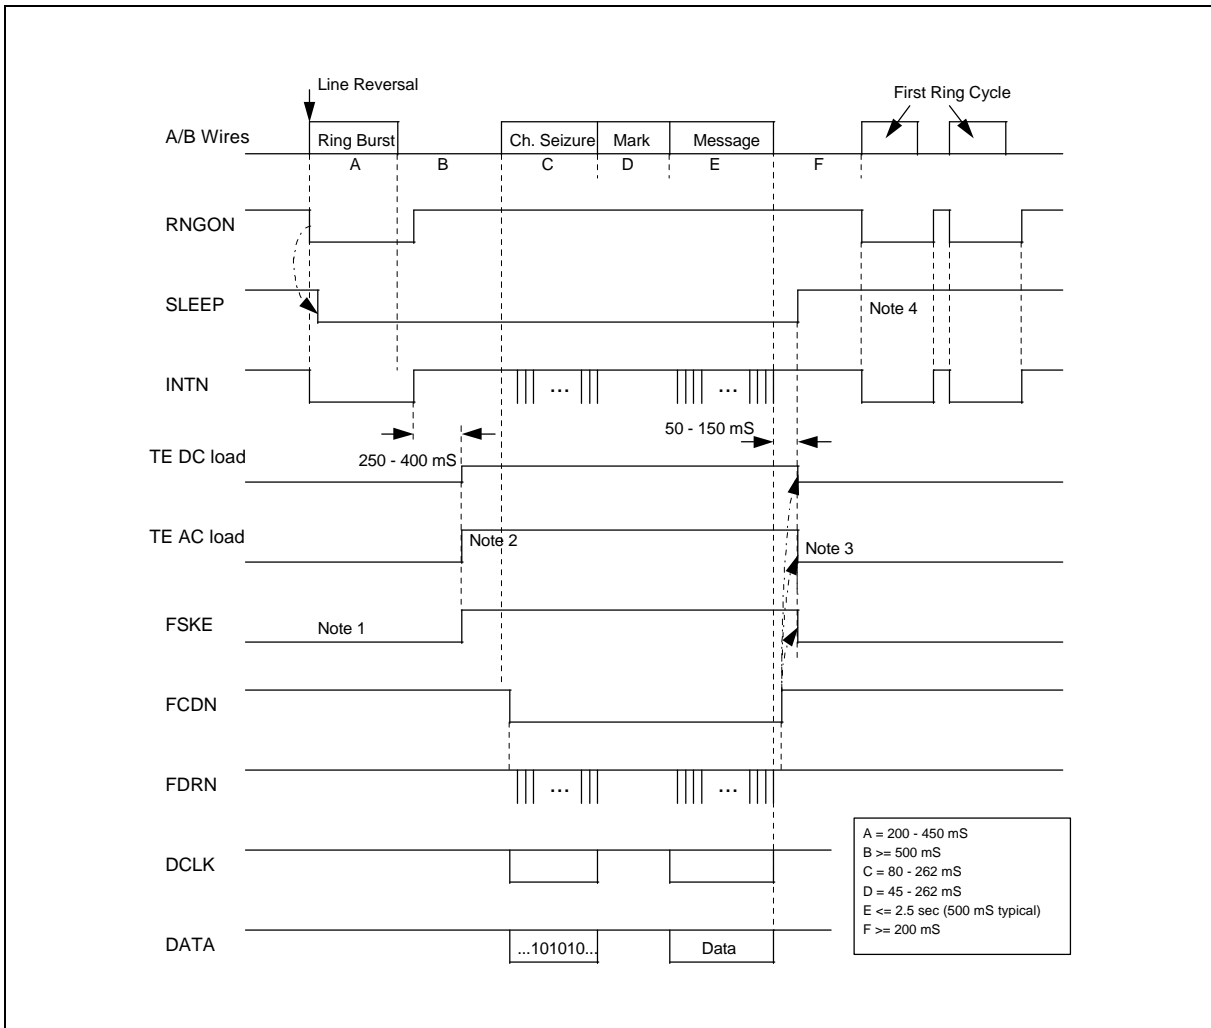 Line Reversal
First Ring Cycle
A/B Wires
Ring Burst
Ch. Seizure
Mark
Message
A
B
C
D
E
F
RNGON
SLEEP
Note 4
INTN
...
...
50 - 150 mS
250 - 400 mS
TE DC load
TE AC load
Note 2
Note 3
FSKE
Note 1
FCDN
FDRN
...
...
A = 200 - 450 mS
B >= 500 mS
C = 80 - 262 mS
D = 45 - 262 mS
E <= 2.5 sec (500 mS typical)
F >= 200 mS
DCLK
DATA
...101010...
Data